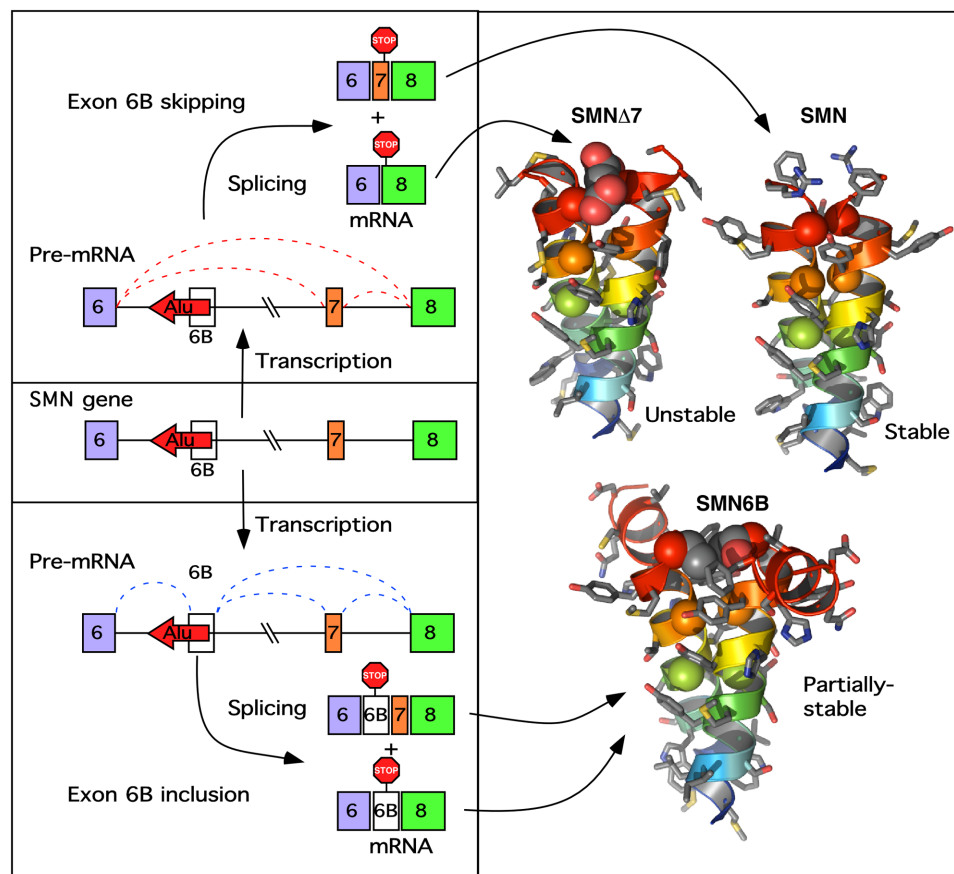 STOP
6 7 8
Exon 6B skipping
+
STOP
Splicing
6 8
mRNA
Pre-mRNA
6 Alu 7 8
6B
Transcription
SMN gene
6 Alu 7 8
6B
Transcription
Pre-mRNA
6B
6 Alu 7 8
STOP
Splicing
6 6B 7 8
+
STOP
Exon 6B inclusion
6 6B 8
mRNA
SMNΔ7
SMN
Unstable
Stable
SMN6B
Partially-
stable